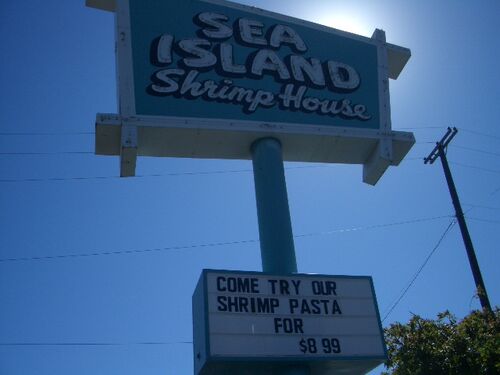 SEA
ISLAND
Shrimp House
COME TRY OUR
SHRIMP PASTA
FOR
$8 99